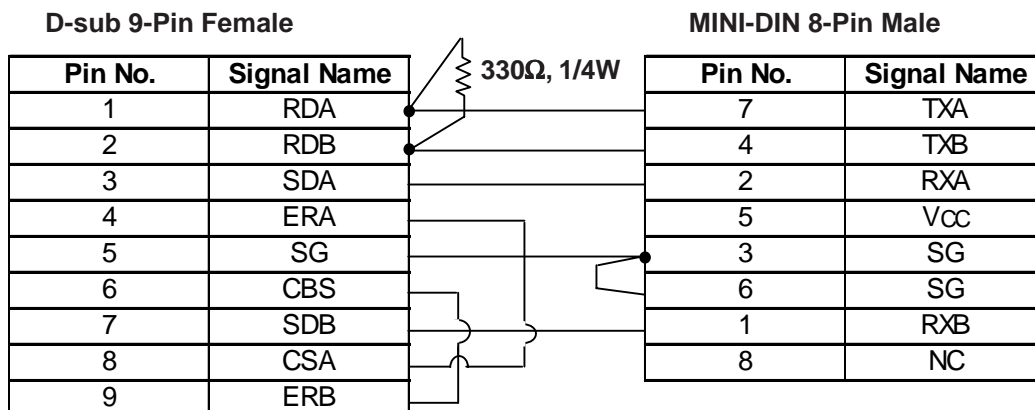 D-sub 9-Pin Female MINI-DIN 8-Pin Male
330Ω, 1/4W
Pin No. Signal Name Pin No. Signal Name
1 RDA 7 TXA
2 RDB 4 TXB
3 SDA 2 RXA
4 ERA 5 VCC
5 SG 3 SG
6 CBS 6 SG
7 SDB 1 RXB
8 CSA 8 NC
9 ERB